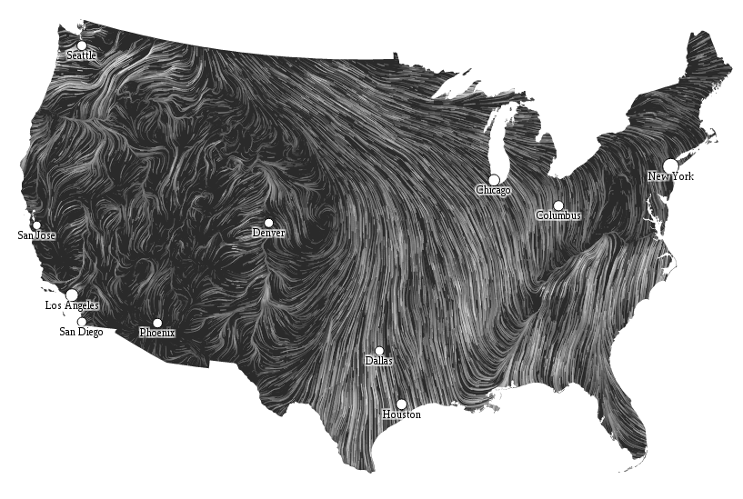 Seattle
Chicago
New York
Columbus
Denver
San Jose
Los Angeles
San Diego
Phoenix
Dallas
Houston